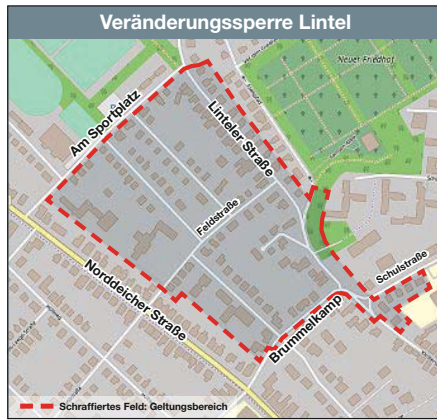 Veränderungssperre Lintel
Neuer Friedhof
Am Sportplatz
Linteler Straße
Feldstraße
Schulstraße
Norddeicher Straße
Brummelkamp
Schraffiertes Feld: Geltungsbereich